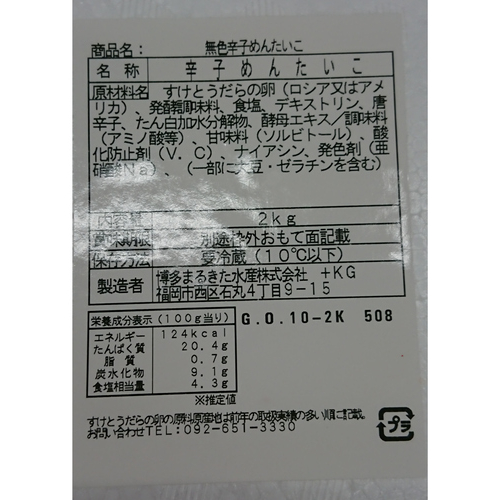 商品名： 無色辛子めんたいこ
名称 辛子めんたいこ
原材料名 すけとうだらの卵（ロシア又はアメ
リカ）、発酵調味料、食塩、デキストリン、唐
辛子、たん白加水分解物、酵母エキス／調味料
（アミノ酸等）、甘味料（ソルビトール）、酸
化防止剤（V．C）、ナイアシン、発色剤（亜
硝酸Na）、（一部に大豆・ゼラチンを含む）
内容量 2kg
賞味期限 別途枠外おもて面記載
保存方法 要冷蔵（10℃以下）
製造者 博多まるきた水産株式会社 +KG
福岡市西区石丸4丁目9-15
栄養成分表示（100g当り） G.O.10-2K 508
エネルギー 124kcal
たんぱく質 20.4g
脂質 0.7g
炭水化物 9.1g
食塩相当量 4.3g
※推定値
すけとうだらの卵の原料原産地は前年の取扱実績の多い順に記載。
お問い合わせTEL:092-651-3330
プラ